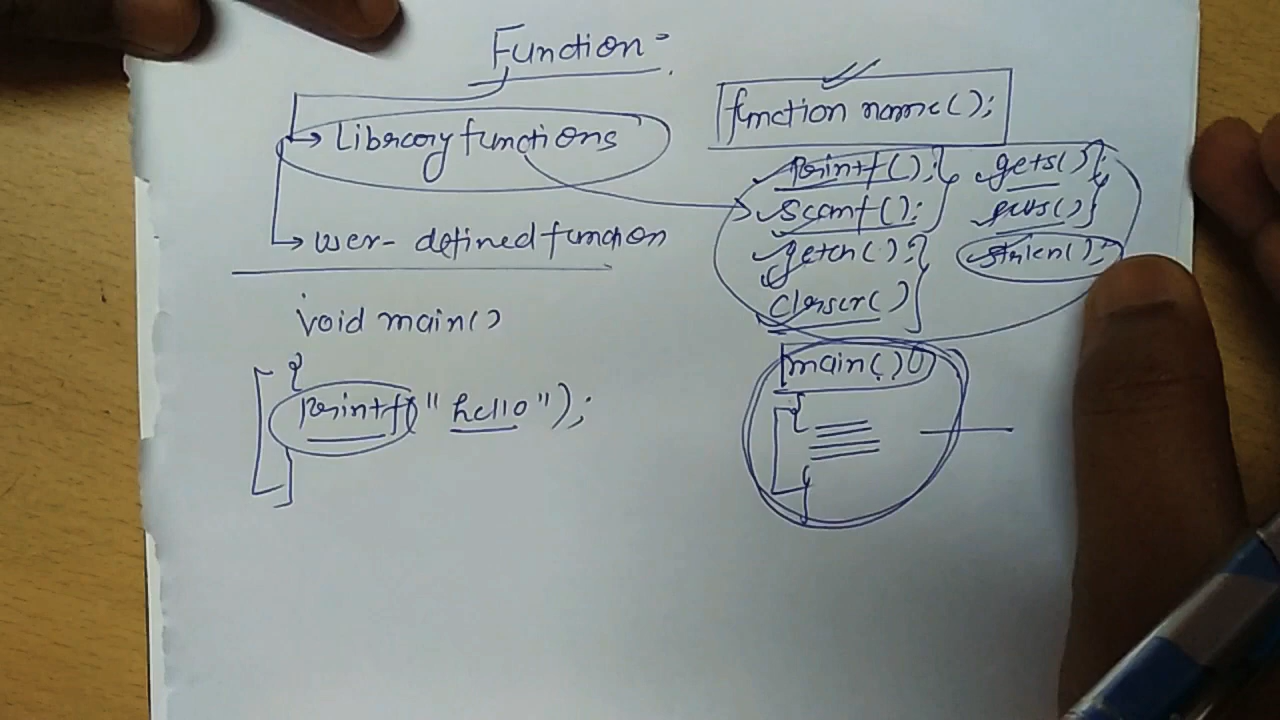 Function :
function name();
→ Library functions
printf(); gets();
scanf(); puts()
→ user-defined function
getch(); strlen();
clrscr()
void main()
main()
{
{
printf("hello");
}
}